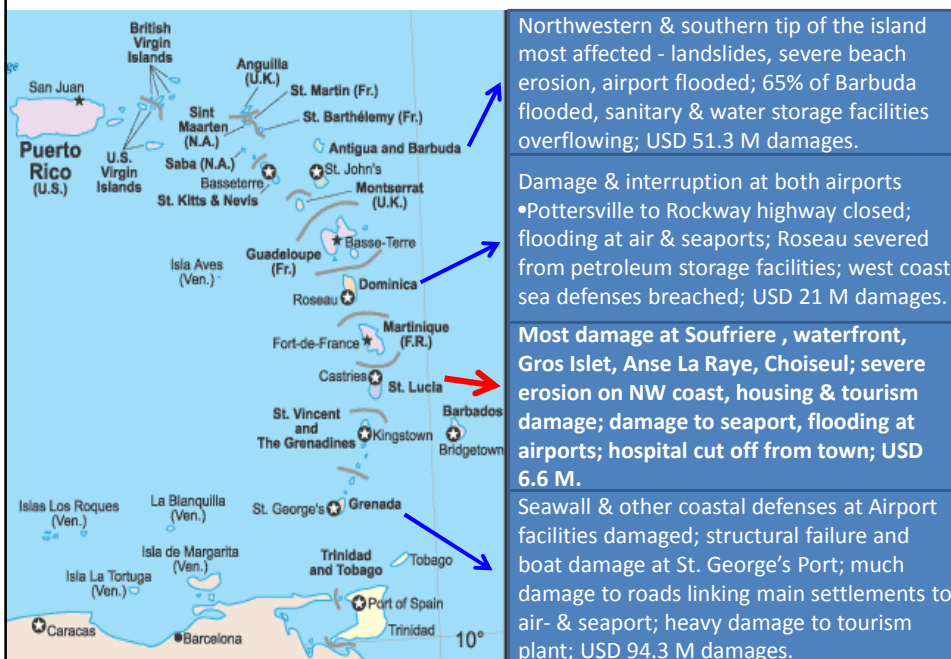 British
Virgin
Islands
ge
San Juan
Anguilla
(U.K.)
St. Martin (Fr.)
Sint
Maarten
(N.A.)
St. Barthélemy (Fr.)
Puerto
Rico
(U.S.)
U.S.
Virgin
Islands
Saba (N.A.)
Antigua and Barbuda
Basseterre
St. John's
St. Kitts & Nevis
Montserrat
(U.K.)
Guadeloupe
(Fr.)
Basse-Terre
Isla Aves
(Ven.)
Dominica
Roseau
Martinique
(F.R.)
Fort-de-France
Castries
St. Lucia
St. Vincent
and
The Grenadines
Kingstown
Barbados
Bridgetown
Islas Los Roques
(Ven.)
La Blanquilla
(Ven.)
St. George's
Grenada
Isla de Margarita
(Ven.)
Isla La Tortuga
(Ven.)
Trinidad
and Tobago
Tobago
Port of Spain
Trinidad
Caracas
Barcelona
10°
Northwestern & southern tip of the island
most affected - landslides, severe beach
erosion, airport flooded; 65% of Barbuda
flooded, sanitary & water storage facilities
overflowing; USD 51.3 M damages.
Damage & interruption at both airports
•Pottersville to Rockway highway closed;
flooding at air & seaports; Roseau severed
from petroleum storage facilities; west coast
sea defenses breached; USD 21 M damages.
Most damage at Soufriere , waterfront,
Gros Islet, Anse La Raye, Choiseul; severe
erosion on NW coast, housing & tourism
damage; damage to seaport, flooding at
airports; hospital cut off from town; USD
6.6 M.
Seawall & other coastal defenses at Airport
facilities damaged; structural failure and
boat damage at St. George's Port; much
damage to roads linking main settlements to
air- & seaport; heavy damage to tourism
plant; USD 94.3 M damages.